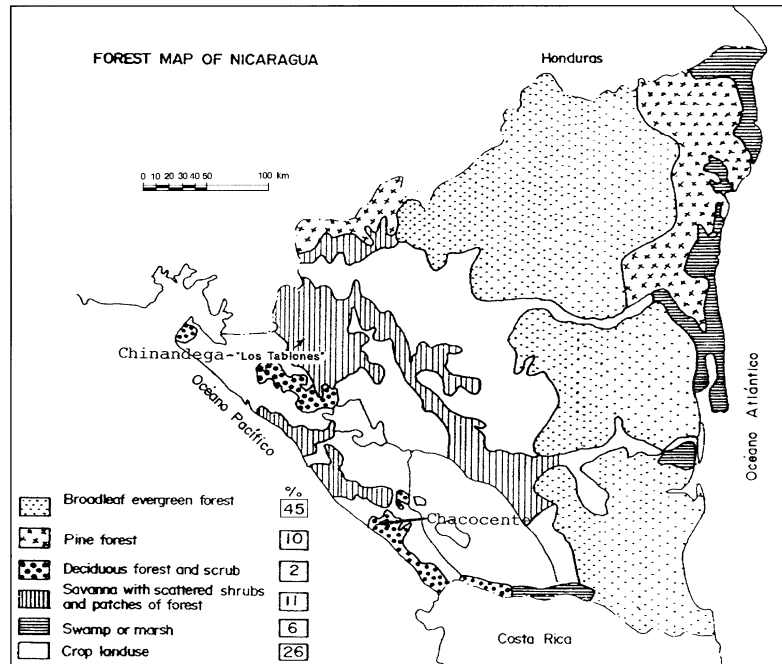 FOREST MAP OF NICARAGUA
Honduras
0 10 20 30 40 50 100 km
Chinandega-"Los Tablones"
Océano Pacífico
Océano Atlántico
%
Broadleaf evergreen forest 45
Chacocente
Pine forest 10
Deciduous forest and scrub 2
Savanna with scattered shrubs
and patches of forest 11
Swamp or marsh 6
Crop landuse 26
Costa Rica